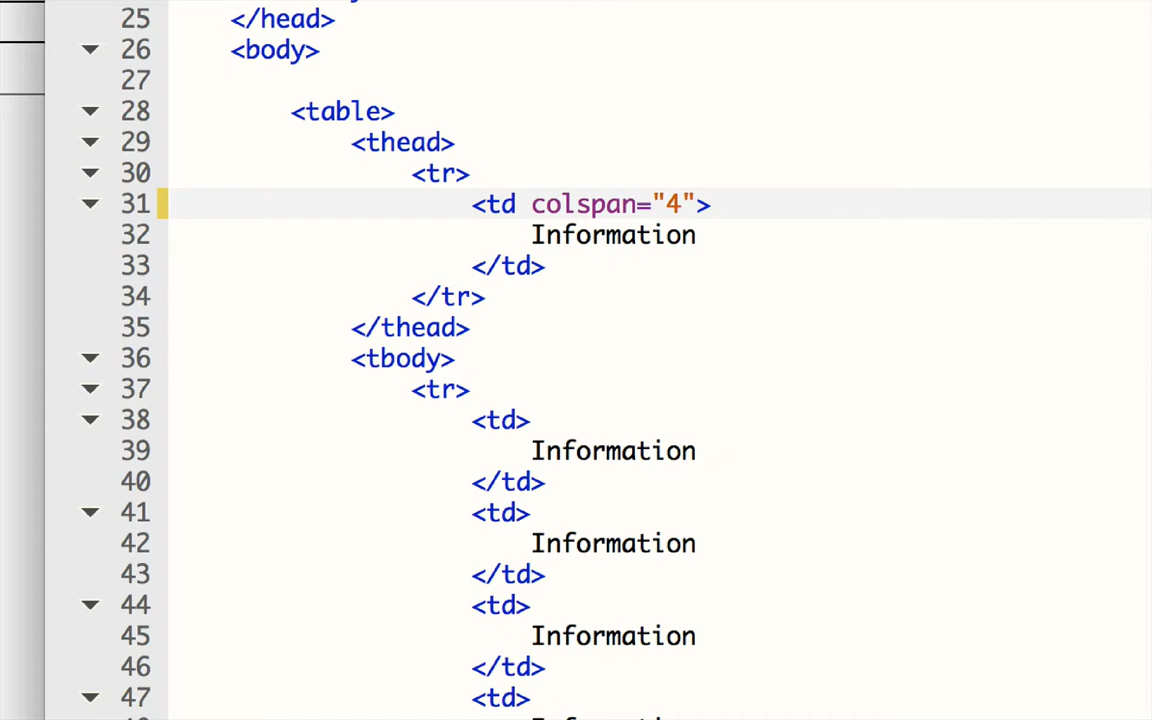 25 </head>
26 <body>
27
28 <table>
29 <thead>
30 <tr>
31 <td colspan="4">
32 Information
33 </td>
34 </tr>
35 </thead>
36 <tbody>
37 <tr>
38 <td>
39 Information
40 </td>
41 <td>
42 Information
43 </td>
44 <td>
45 Information
46 </td>
47 <td>